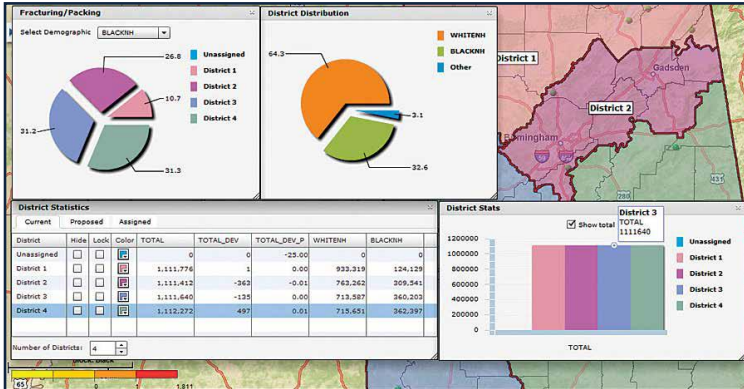 Fracturing/Packing
Select Demographic BLACKNH
26.8
10.7
31.2
31.3
Unassigned
District 1
District 2
District 3
District 4
District Distribution
64.3
3.1
32.6
WHITENH
BLACKNH
Other
District 1
Gadsden
District 2
Birmingham
431
280
District Statistics
Current Proposed Assigned
District Hide Lock Color TOTAL TOTAL_DEV TOTAL_DEV_P WHITENH BLACKNH
Unassigned 0 0 -25.00 0 0
District 1 1,111,776 1 0.00 933,319 124,129
District 2 1,111,412 -363 -0.01 763,262 309,541
District 3 1,111,640 -135 0.00 713,587 360,203
District 4 1,112,272 497 0.01 715,651 362,397
Number of Districts: 4
65
0 1 1.811
District Stats
Show total
District 3
TOTAL
1111640
1200000
1000000
800000
600000
400000
200000
0
TOTAL
Unassigned
District 1
District 2
District 3
District 4